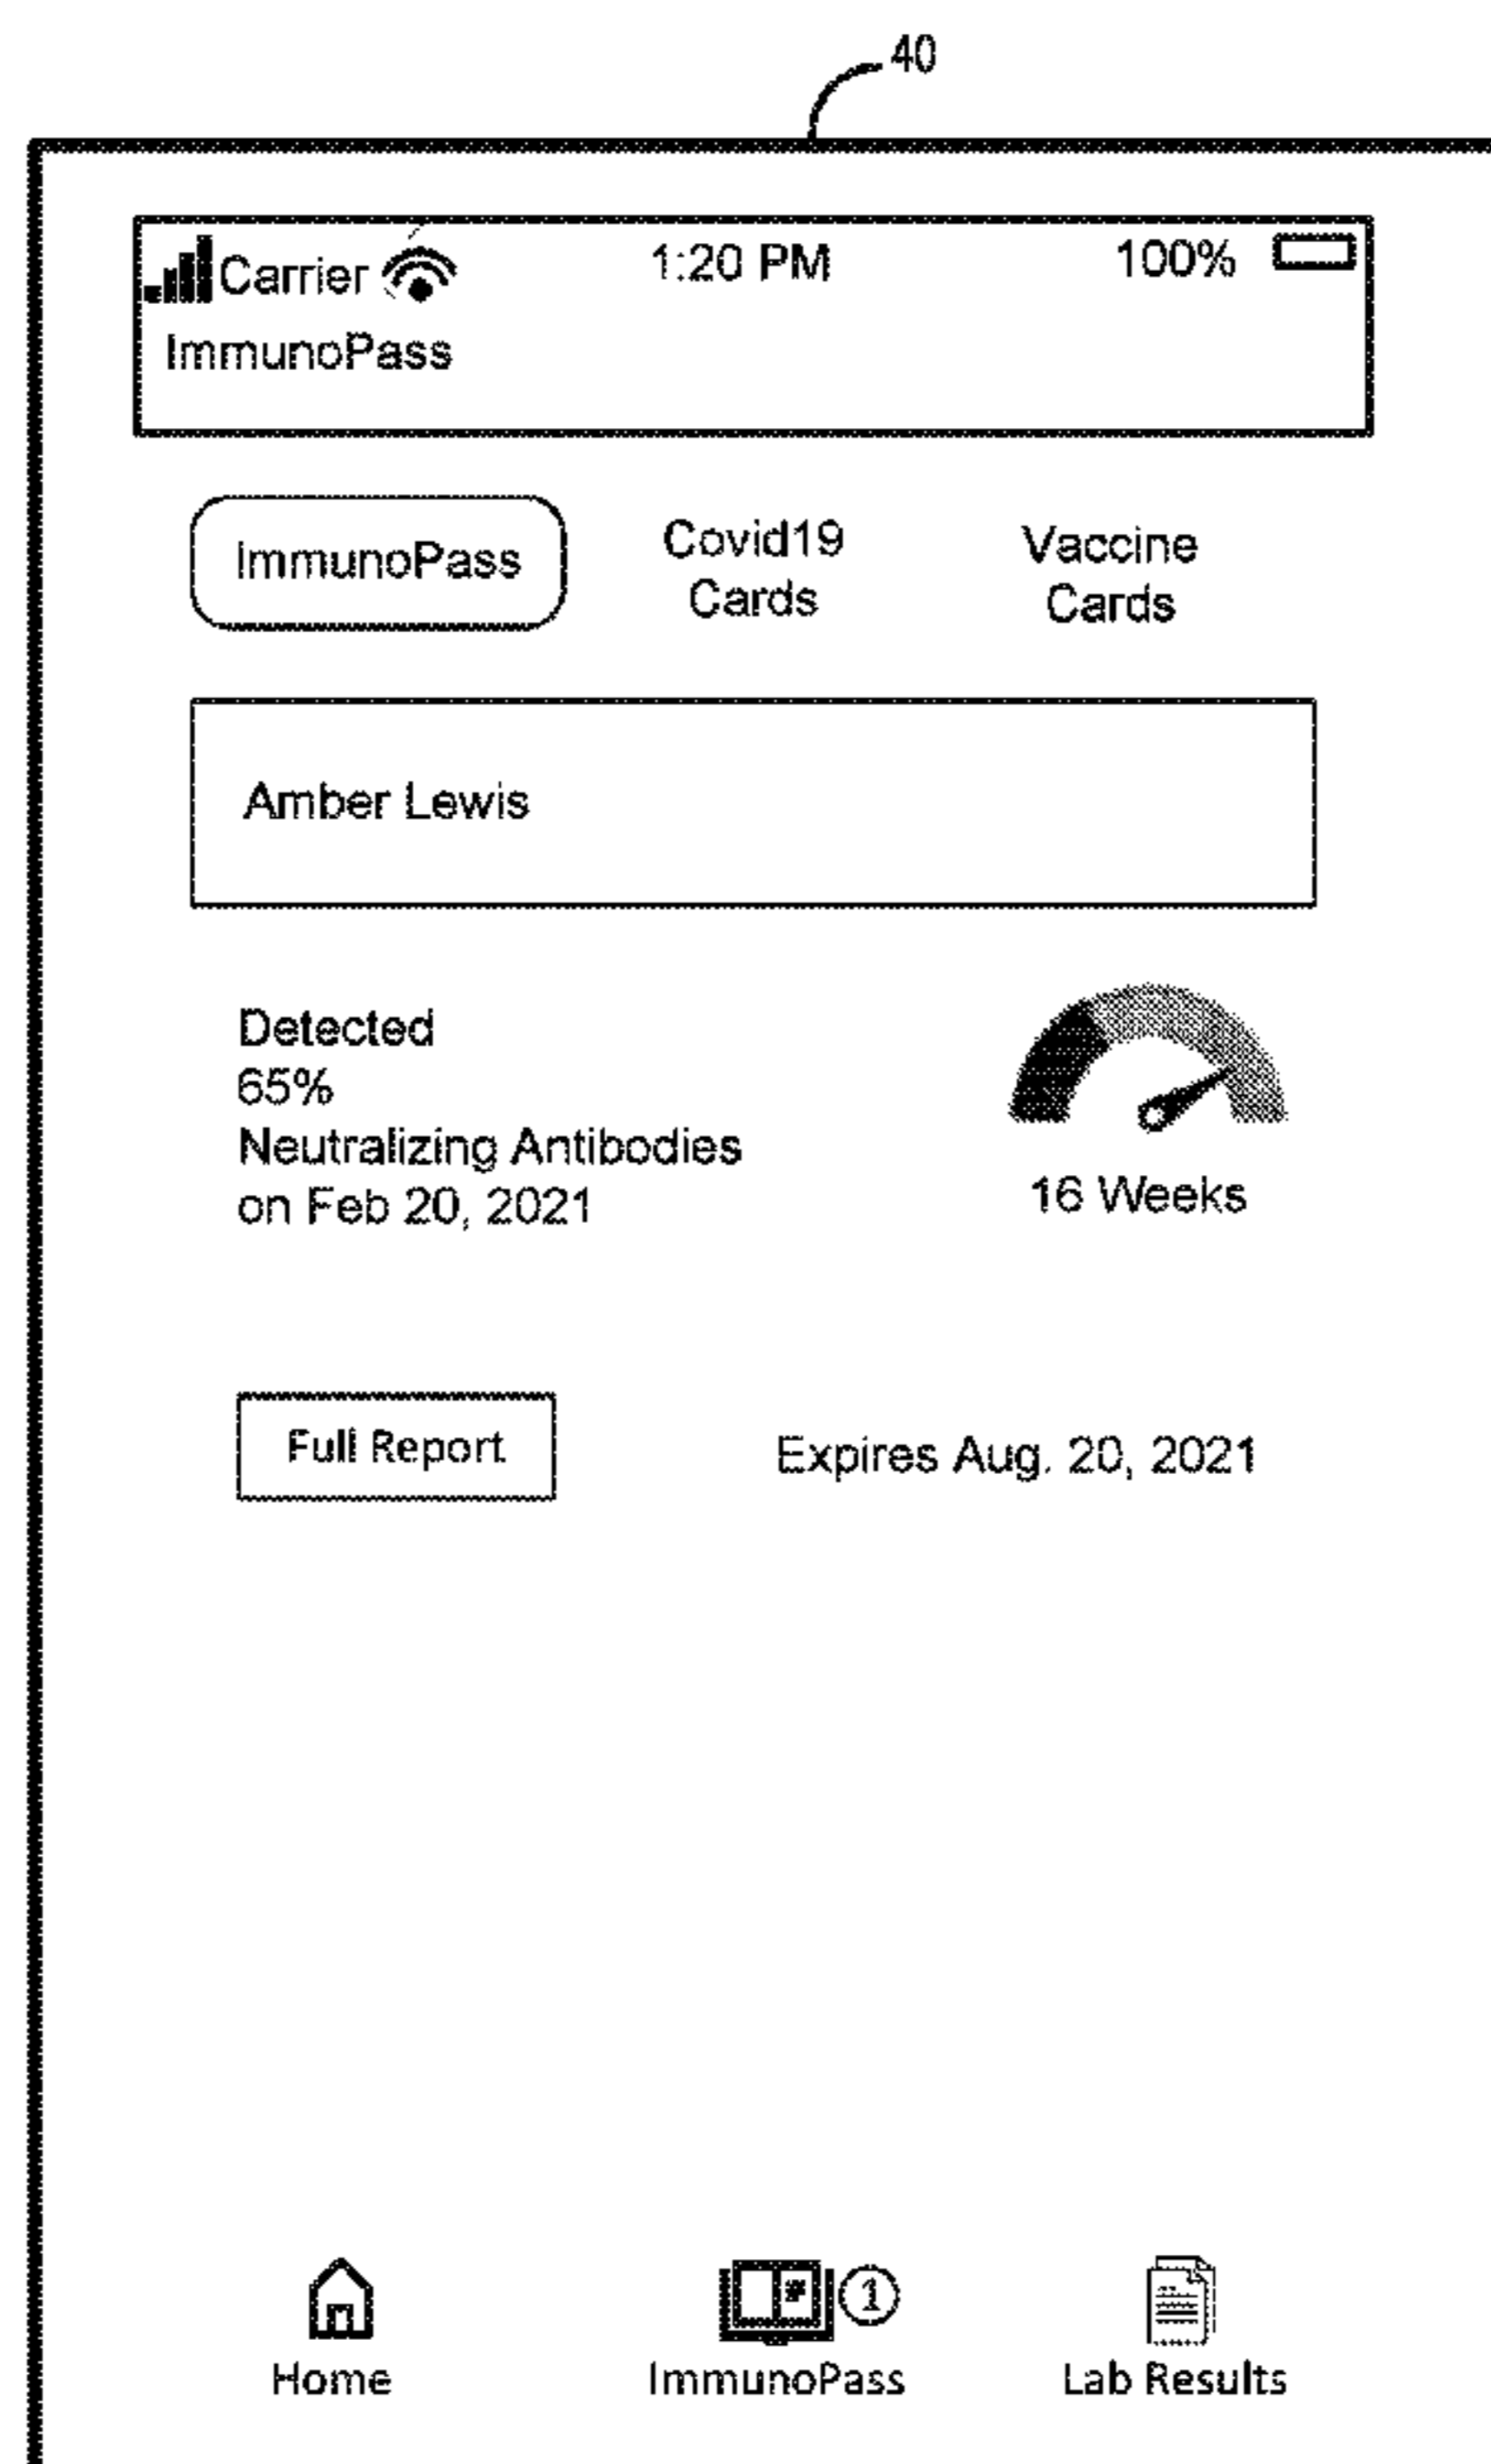 40
Carrier 1:20 PM 100%
ImmunoPass
ImmunoPass
Covid19
Cards
Vaccine
Cards
Amber Lewis
Detected
65%
Neutralizing Antibodies
on Feb 20, 2021
16 Weeks
Full Report
Expires Aug. 20, 2021
# 1
Home
ImmunoPass
Lab Results